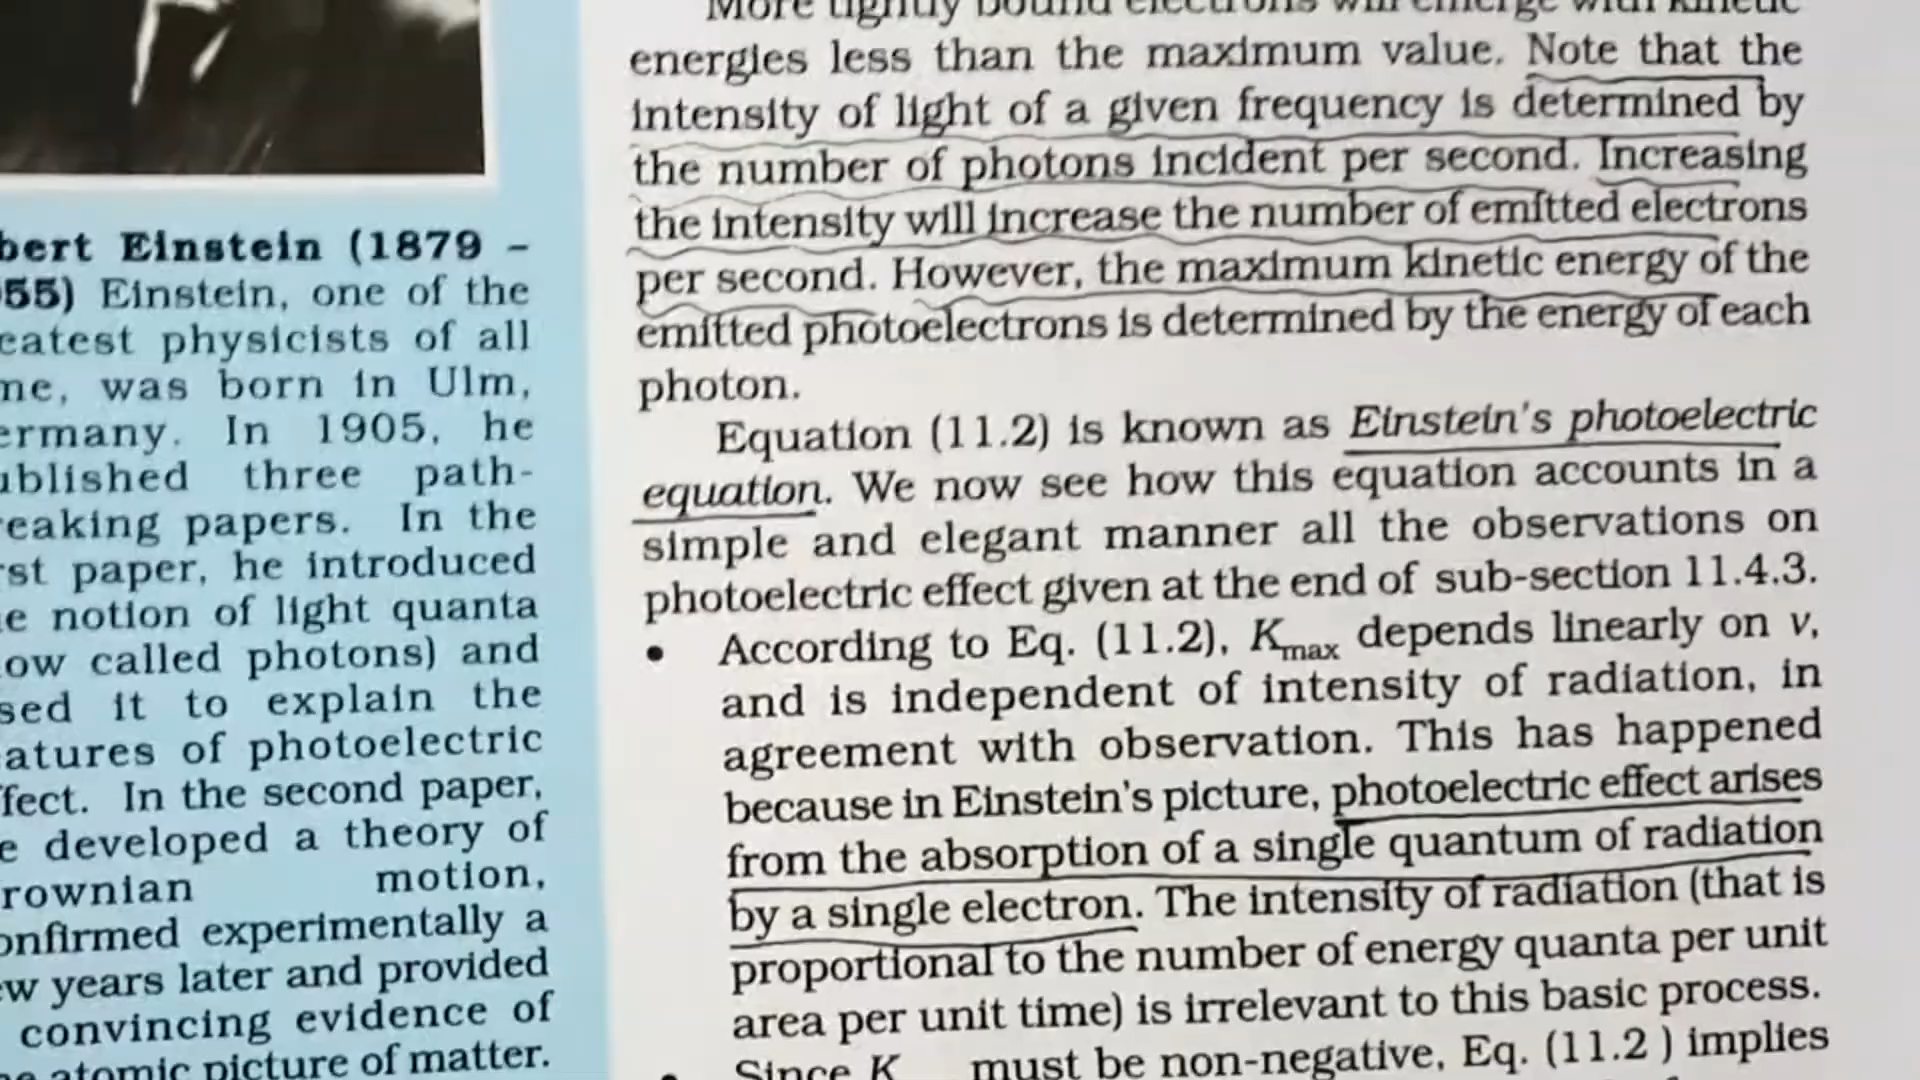 bert Einstein (1879 –
55) Einstein, one of the
eatest physicists of all
me, was born in Ulm,
ermany. In 1905, he
ublished three path-
reaking papers. In the
rst paper, he introduced
e notion of light quanta
ow called photons) and
sed it to explain the
atures of photoelectric
fect. In the second paper,
e developed a theory of
rownian motion,
onfirmed experimentally a
ew years later and provided
convincing evidence of
e atomic picture of matter.
More tightly bound electrons will emerge with kinetic
energies less than the maximum value. Note that the
intensity of light of a given frequency is determined by
the number of photons incident per second. Increasing
the intensity will increase the number of emitted electrons
per second. However, the maximum kinetic energy of the
emitted photoelectrons is determined by the energy of each
photon.
Equation (11.2) is known as Einstein's photoelectric
equation. We now see how this equation accounts in a
simple and elegant manner all the observations on
photoelectric effect given at the end of sub-section 11.4.3.
• According to Eq. (11.2), Kmax depends linearly on ν,
and is independent of intensity of radiation, in
agreement with observation. This has happened
because in Einstein's picture, photoelectric effect arises
from the absorption of a single quantum of radiation
by a single electron. The intensity of radiation (that is
proportional to the number of energy quanta per unit
area per unit time) is irrelevant to this basic process.
• Since K must be non-negative, Eq. (11.2 ) implies